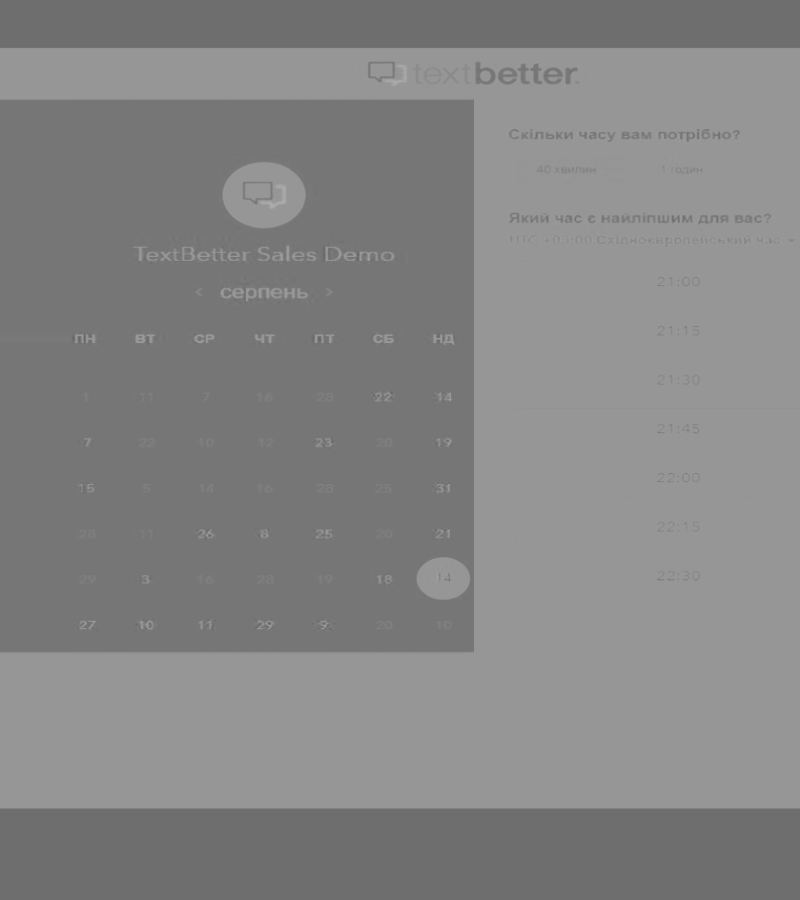 textbetter.
TextBetter Sales Demo
< серпень >
ПН ВТ СР ЧТ ПТ СБ НД
1 11 7 16 28 22 14
7 22 10 12 23 20 19
15 5 14 16 28 25 31
28 11 26 8 25 20 21
29 3 16 28 19 18 14
27 10 11 29 9 20 10
Скільки часу вам потрібно?
40 хвилин 1 годин
Який час є найліпшим для вас?
UTC +03:00 Східноєвропейський час
21:00
21:15
21:30
21:45
22:00
22:15
22:30